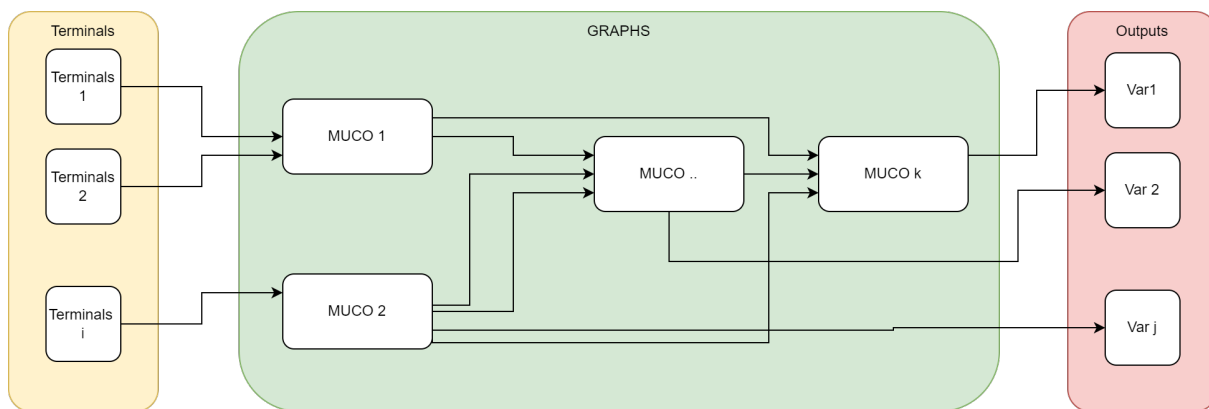 Terminals
Terminals
1
Terminals
2
Terminals
i
GRAPHS
MUCO 1
MUCO 2
MUCO ..
MUCO k
Outputs
Var1
Var 2
Var j